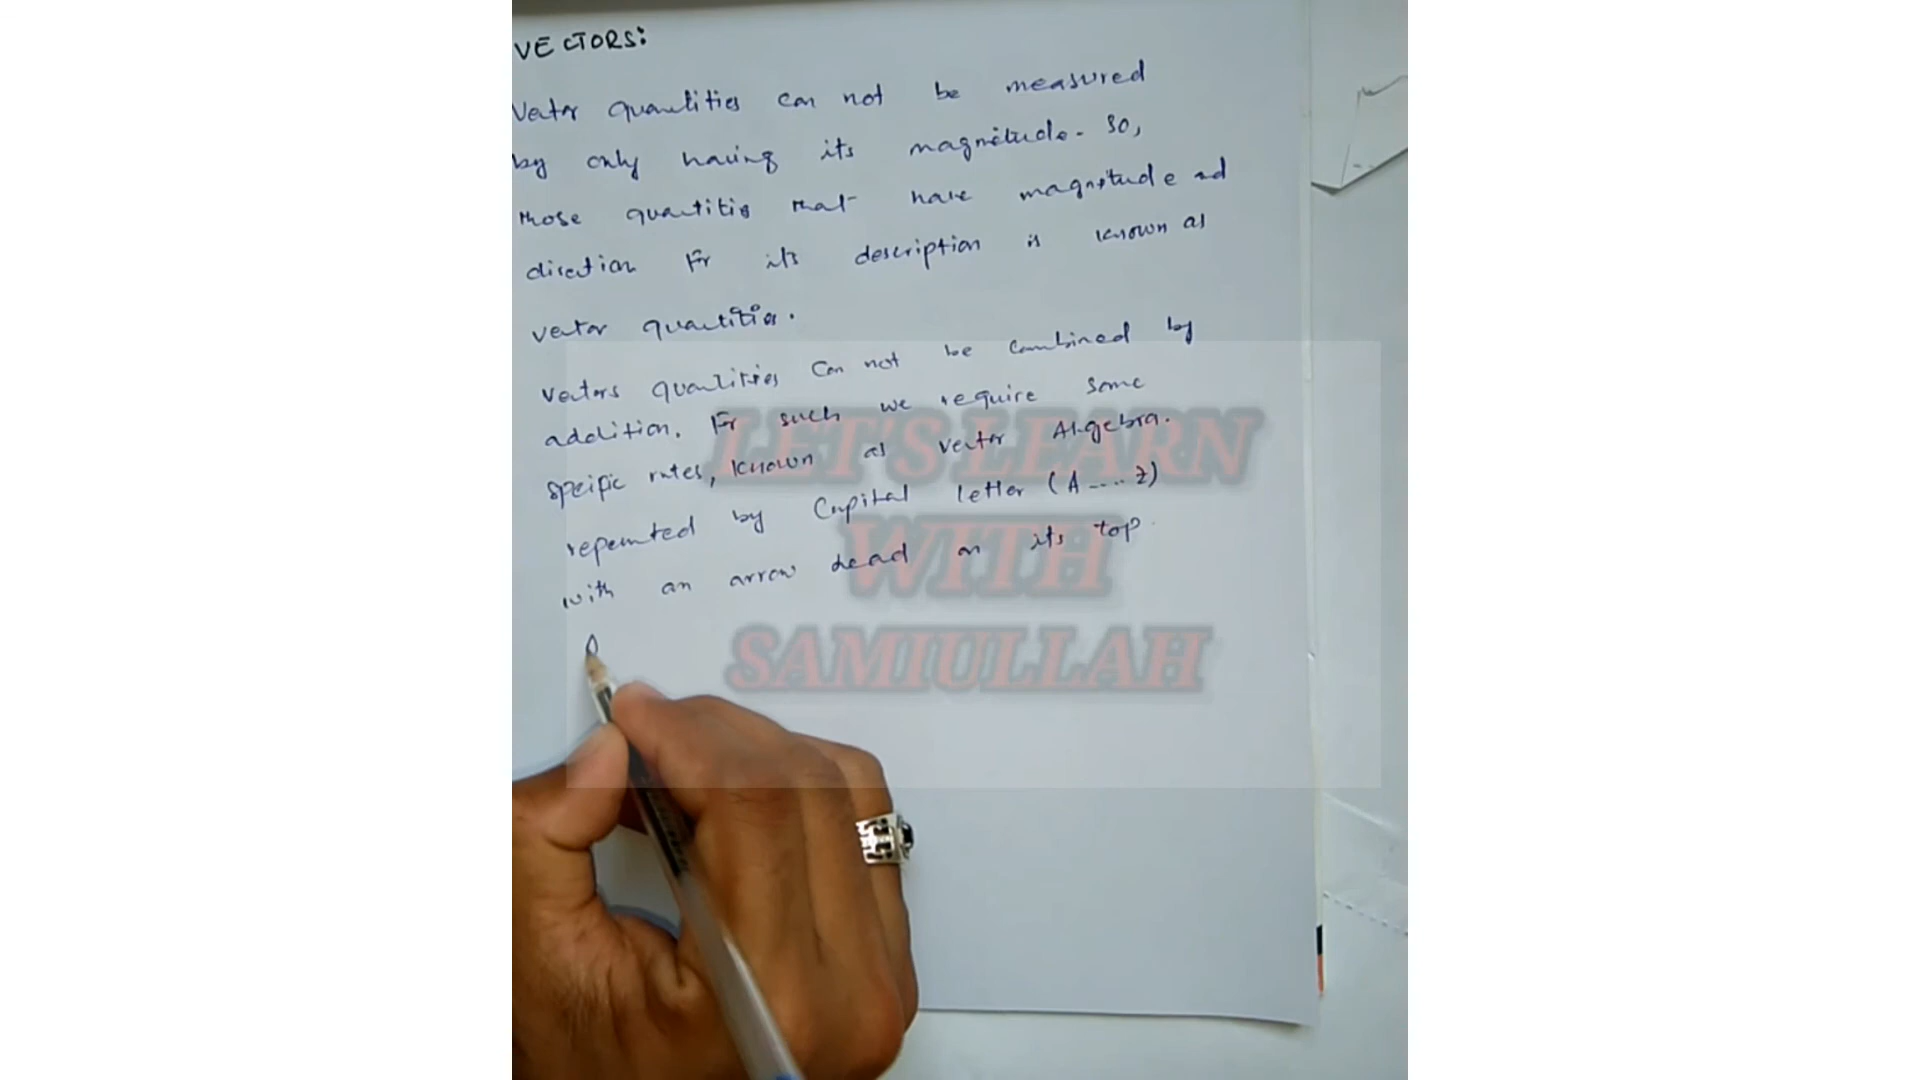 VECTORS:
Vector quantities can not be measured
by only having its magnitude. So,
those quantities that have magnitude and
direction For its description is known as
vector quantities.
vectors quantities can not be combined by
addition. For such we require some
specific rules, known as vector Algebra.
repented by Capital letter (A .... Z)
with an arrow head on its top.
A
LET'S LEARN
WITH
SAMIULLAH